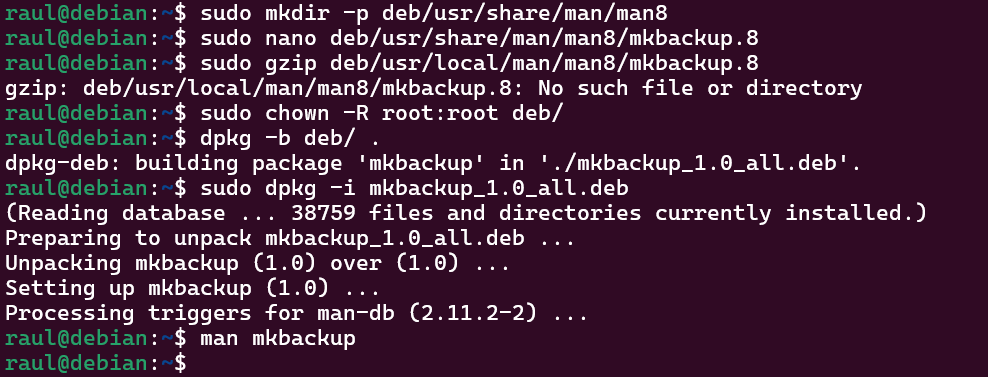 raul@debian:~$ sudo mkdir -p deb/usr/share/man/man8
raul@debian:~$ sudo nano deb/usr/share/man/man8/mkbackup.8
raul@debian:~$ sudo gzip deb/usr/local/man/man8/mkbackup.8
gzip: deb/usr/local/man/man8/mkbackup.8: No such file or directory
raul@debian:~$ sudo chown -R root:root deb/
raul@debian:~$ dpkg -b deb/ .
dpkg-deb: building package 'mkbackup' in './mkbackup_1.0_all.deb'.
raul@debian:~$ sudo dpkg -i mkbackup_1.0_all.deb
(Reading database ... 38759 files and directories currently installed.)
Preparing to unpack mkbackup_1.0_all.deb ...
Unpacking mkbackup (1.0) over (1.0) ...
Setting up mkbackup (1.0) ...
Processing triggers for man-db (2.11.2-2) ...
raul@debian:~$ man mkbackup
raul@debian:~$